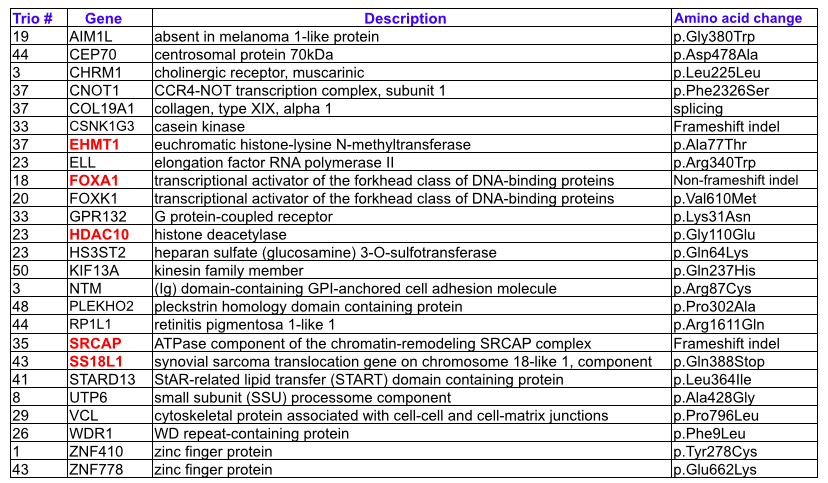 Trio # Gene Description Amino acid change
19 AIM1L absent in melanoma 1-like protein p.Gly380Trp
44 CEP70 centrosomal protein 70kDa p.Asp478Ala
3 CHRM1 cholinergic receptor, muscarinic p.Leu225Leu
37 CNOT1 CCR4-NOT transcription complex, subunit 1 p.Phe2326Ser
37 COL19A1 collagen, type XIX, alpha 1 splicing
33 CSNK1G3 casein kinase Frameshift indel
37 EHMT1 euchromatic histone-lysine N-methyltransferase p.Ala77Thr
23 ELL elongation factor RNA polymerase II p.Arg340Trp
18 FOXA1 transcriptional activator of the forkhead class of DNA-binding proteins Non-frameshift indel
20 FOXK1 transcriptional activator of the forkhead class of DNA-binding proteins p.Val610Met
33 GPR132 G protein-coupled receptor p.Lys31Asn
23 HDAC10 histone deacetylase p.Gly110Glu
23 HS3ST2 heparan sulfate (glucosamine) 3-O-sulfotransferase p.Gln64Lys
50 KIF13A kinesin family member p.Gln237His
3 NTM (Ig) domain-containing GPI-anchored cell adhesion molecule p.Arg87Cys
48 PLEKHO2 pleckstrin homology domain containing protein p.Pro302Ala
44 RP1L1 retinitis pigmentosa 1-like 1 p.Arg1611Gln
35 SRCAP ATPase component of the chromatin-remodeling SRCAP complex Frameshift indel
43 SS18L1 synovial sarcoma translocation gene on chromosome 18-like 1, component p.Gln388Stop
41 STARD13 StAR-related lipid transfer (START) domain containing protein p.Leu364Ile
8 UTP6 small subunit (SSU) processome component p.Ala428Gly
29 VCL cytoskeletal protein associated with cell-cell and cell-matrix junctions p.Pro796Leu
26 WDR1 WD repeat-containing protein p.Phe9Leu
1 ZNF410 zinc finger protein p.Tyr278Cys
43 ZNF778 zinc finger protein p.Glu662Lys